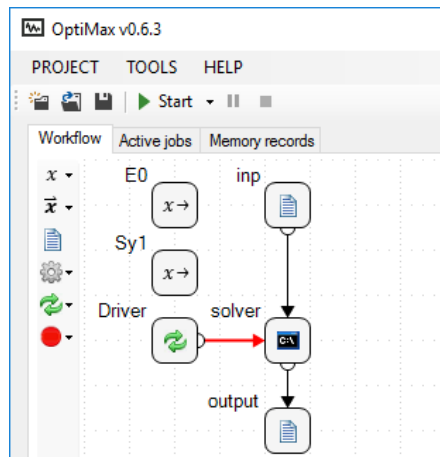 OptiMax v0.6.3
PROJECT TOOLS HELP
Start
Workflow Active jobs Memory records
x E0 inp
x x→
Sy1
x→
Driver solver
C:\
output